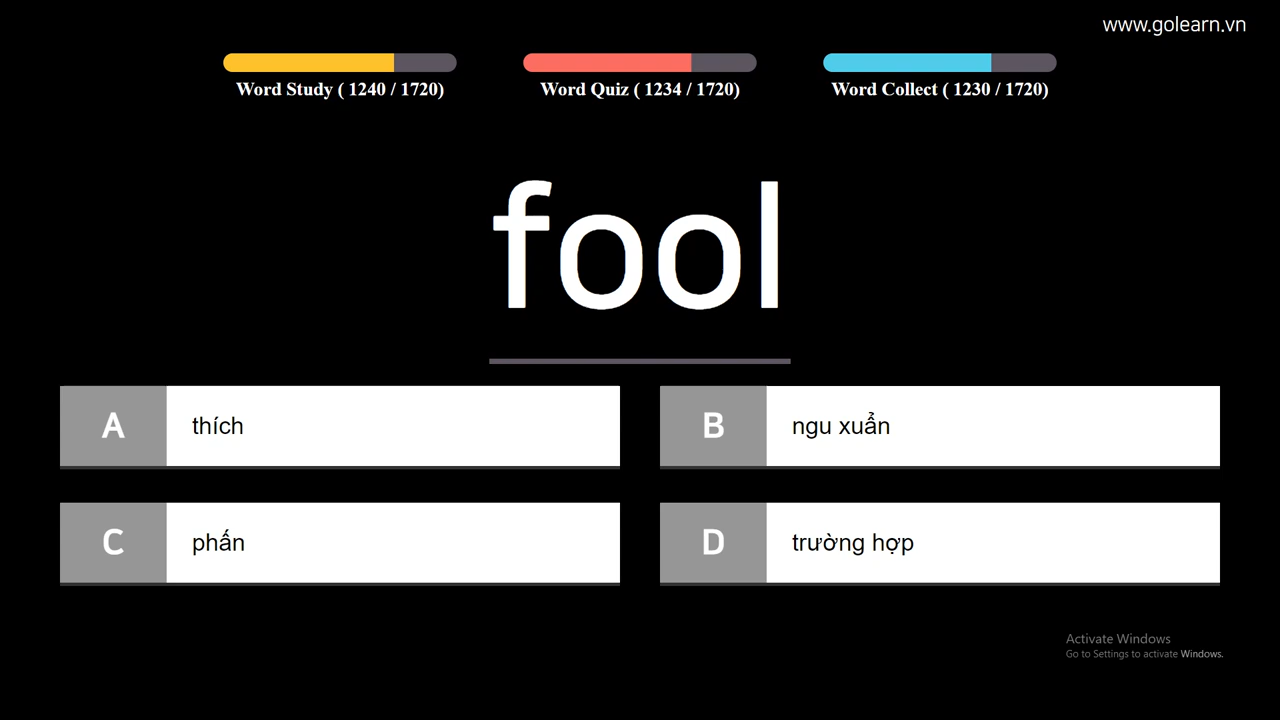 www.golearn.vn
Word Study ( 1240 / 1720)
Word Quiz ( 1234 / 1720)
Word Collect ( 1230 / 1720)
fool
A thích
B ngu xuẩn
C phấn
D trường hợp
Activate Windows
Go to Settings to activate Windows.